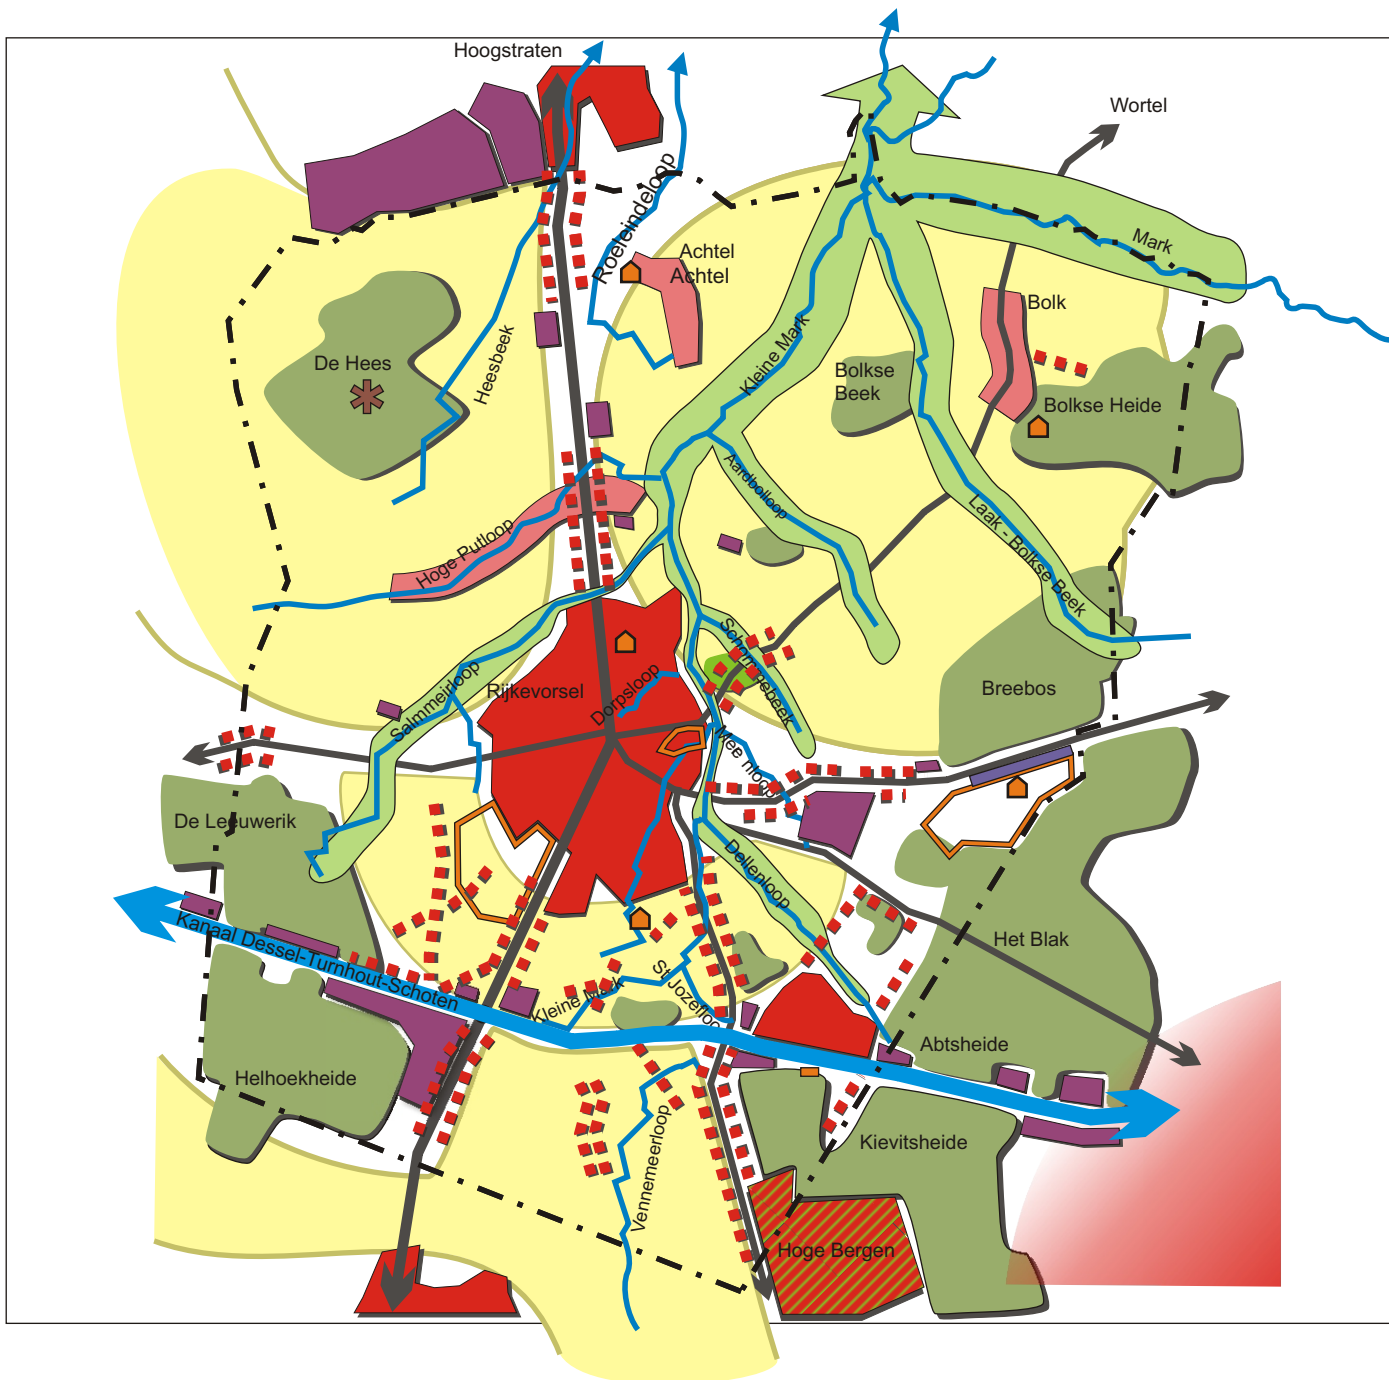 Hoogstraten
Wortel
Roeleindeloop
Achtel
Achtel
Mark
Bolk
Kleine Mark
De Hees
Heesbeek
Bolkse
Beek
Bolkse Heide
Aardbolloop
Laak - Bolkse Beek
Hoge Putloop
Rijkevorsel
Dorpsloop
Salmmeirloop
Breebos
De Leeuwerik
Dellenloop
Kanaal Dessel-Turnhout-Schoten
Het Blak
Kleine Mark
Abtsheide
Helhoekheide
Kievitsheide
Vennemeerloop
Hoge Bergen